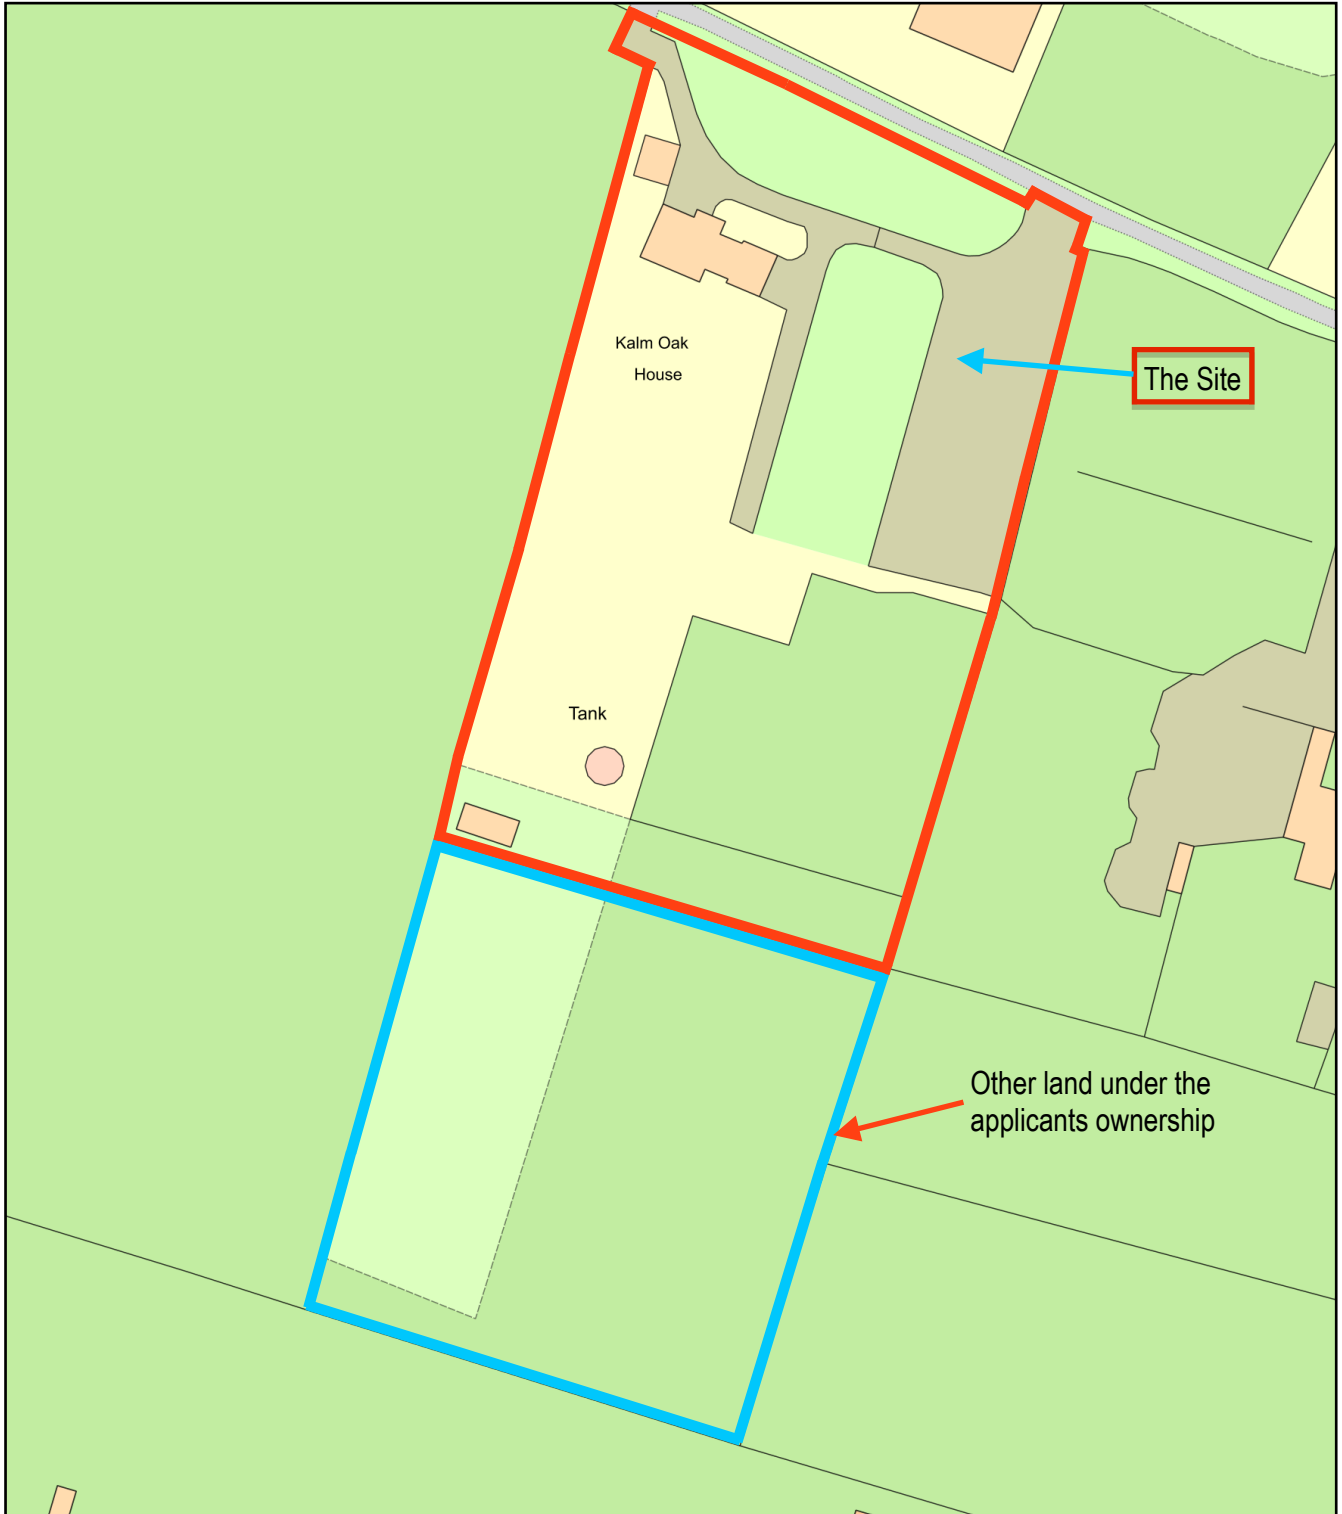 Kalm Oak
House
The Site
Tank
Other land under the
applicants ownership